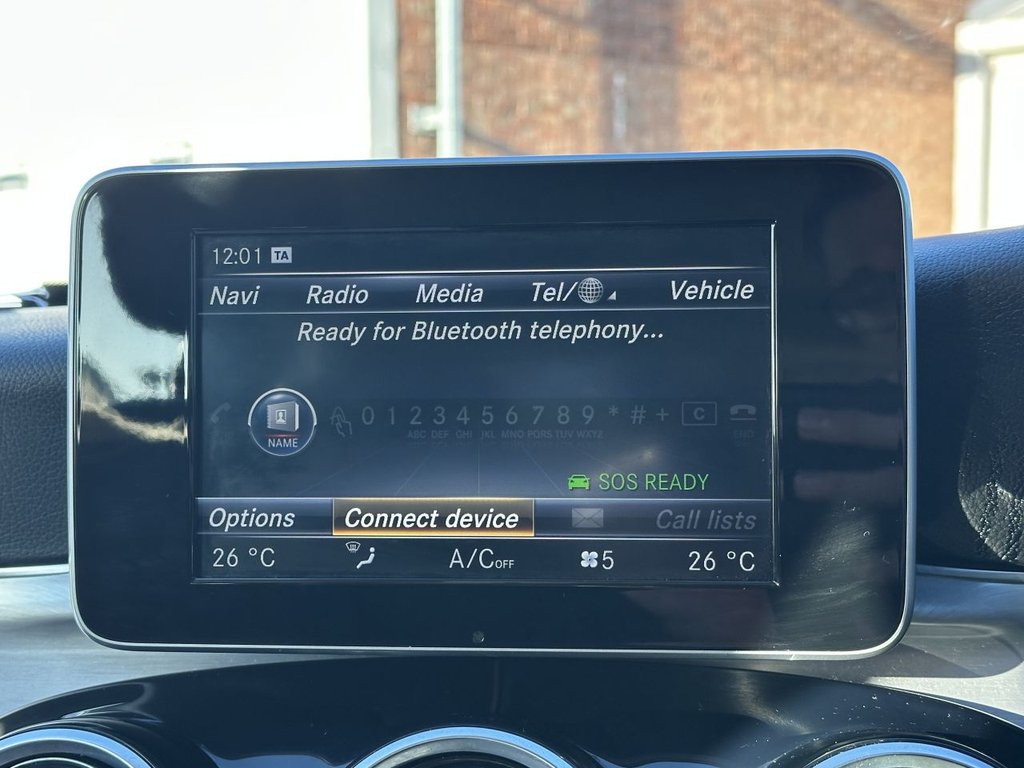 12:01 TA
Navi Radio Media Tel/ Vehicle
Ready for Bluetooth telephony...
NAME
0 1 2 3 4 5 6 7 8 9 * # + C
ABC DEF GHI JKL MNO PQRS TUV WXYZ END
SOS READY
Options Connect device Call lists
26 °C A/C OFF 5 26 °C